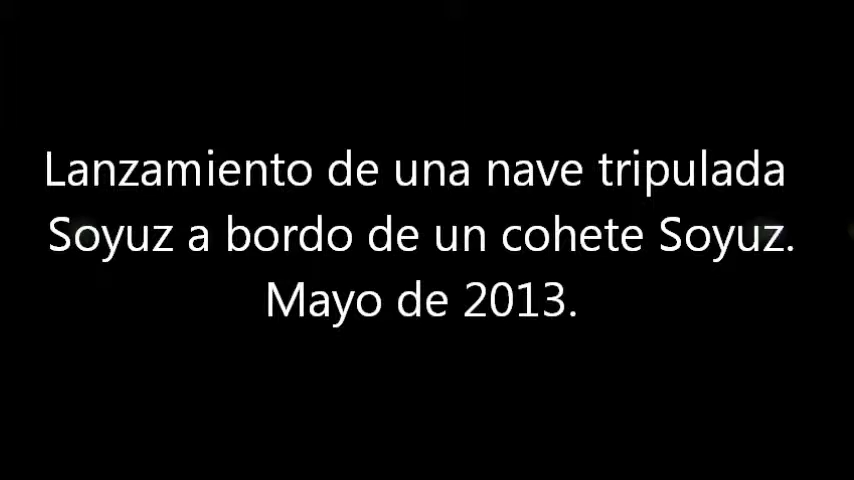 Lanzamiento de una nave tripulada
Soyuz a bordo de un cohete Soyuz.
Mayo de 2013.